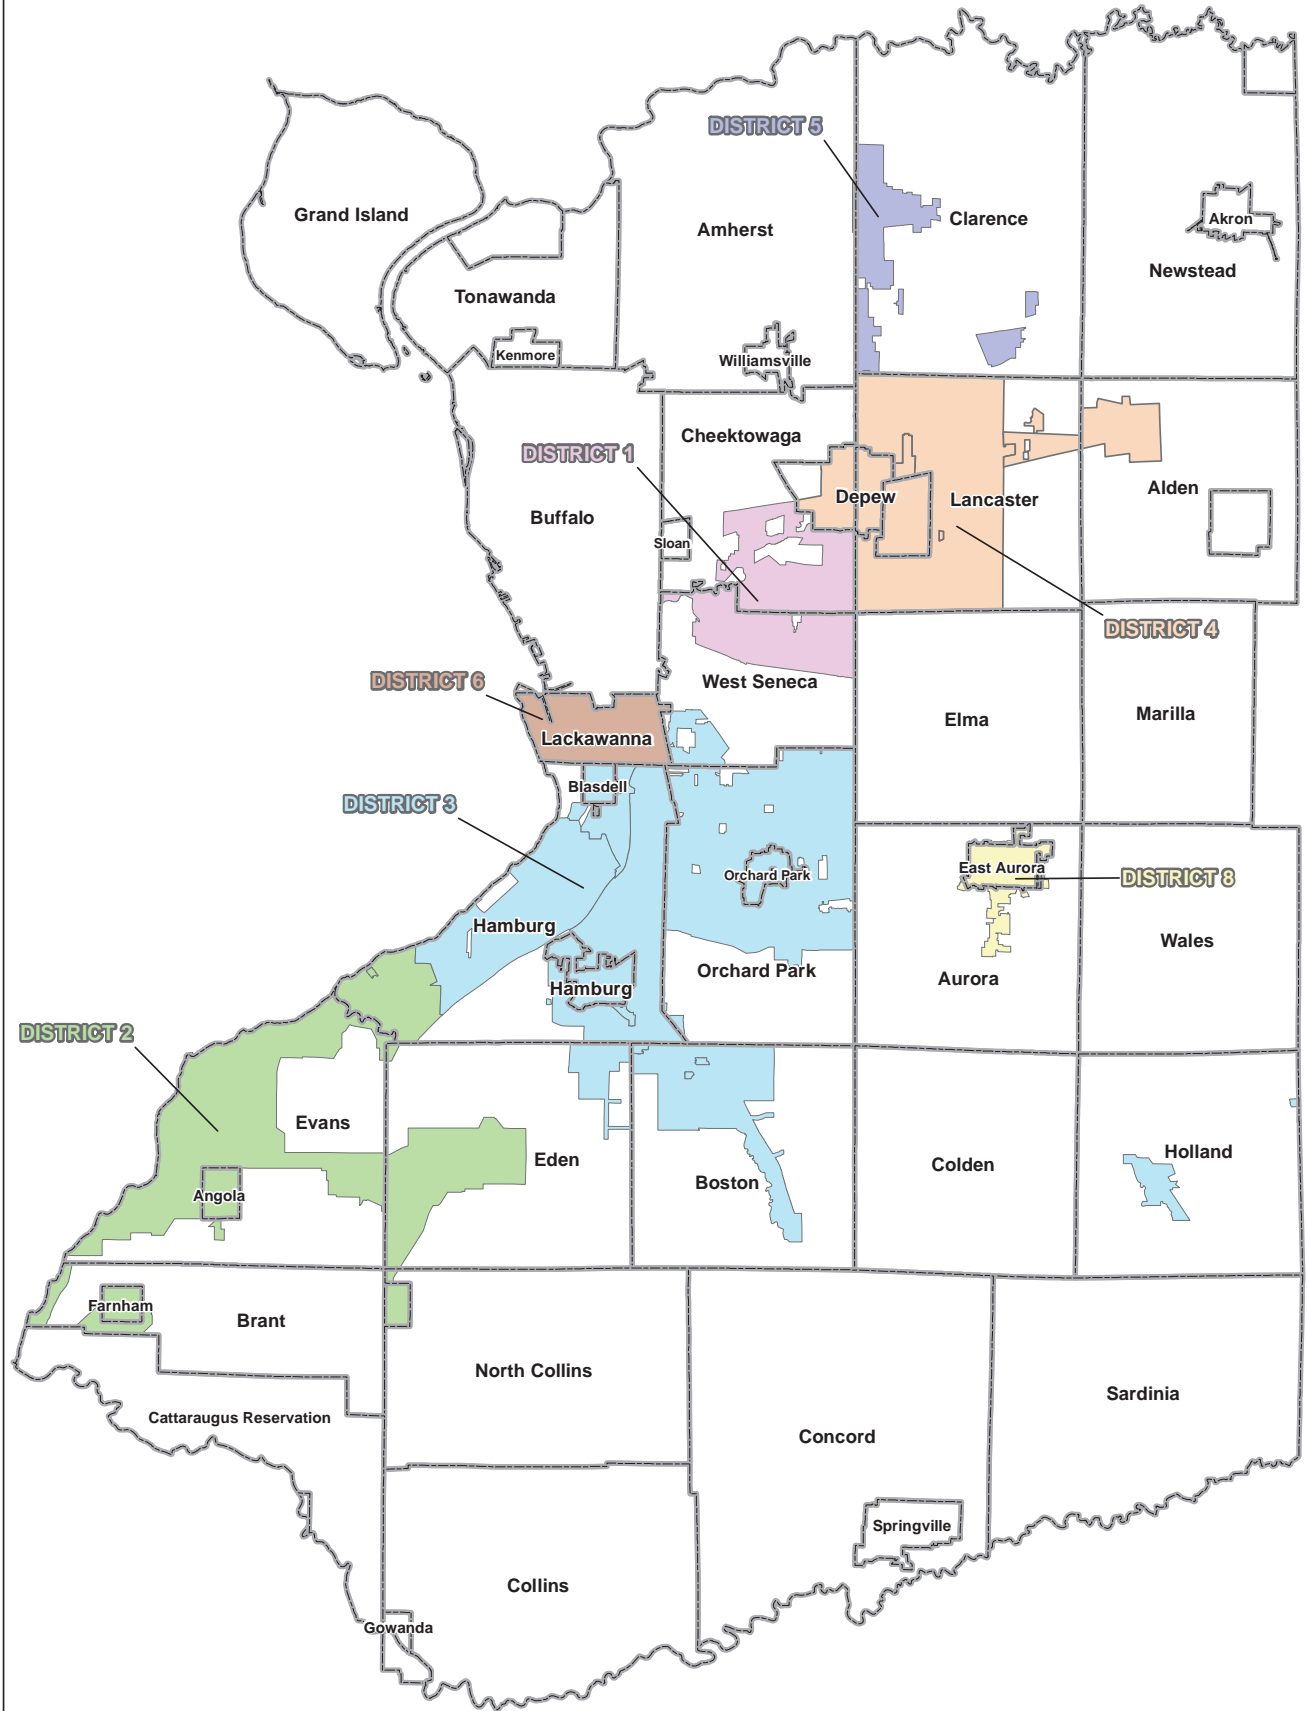 DISTRICT 5
Grand Island
Clarence
Akron
Amherst
Newstead
Tonawanda
Kenmore
Williamsville
Cheektowaga
DISTRICT 1
Alden
Depew
Lancaster
Buffalo
Sloan
DISTRICT 4
DISTRICT 6
West Seneca
Marilla
Elma
Lackawanna
Blasdell
DISTRICT 3
East Aurora
Orchard Park
DISTRICT 8
Hamburg
Wales
Orchard Park
Aurora
Hamburg
DISTRICT 2
Evans
Holland
Eden
Colden
Boston
Angola
Farnham
Brant
North Collins
Sardinia
Cattaraugus Reservation
Concord
Springville
Collins
Gowanda